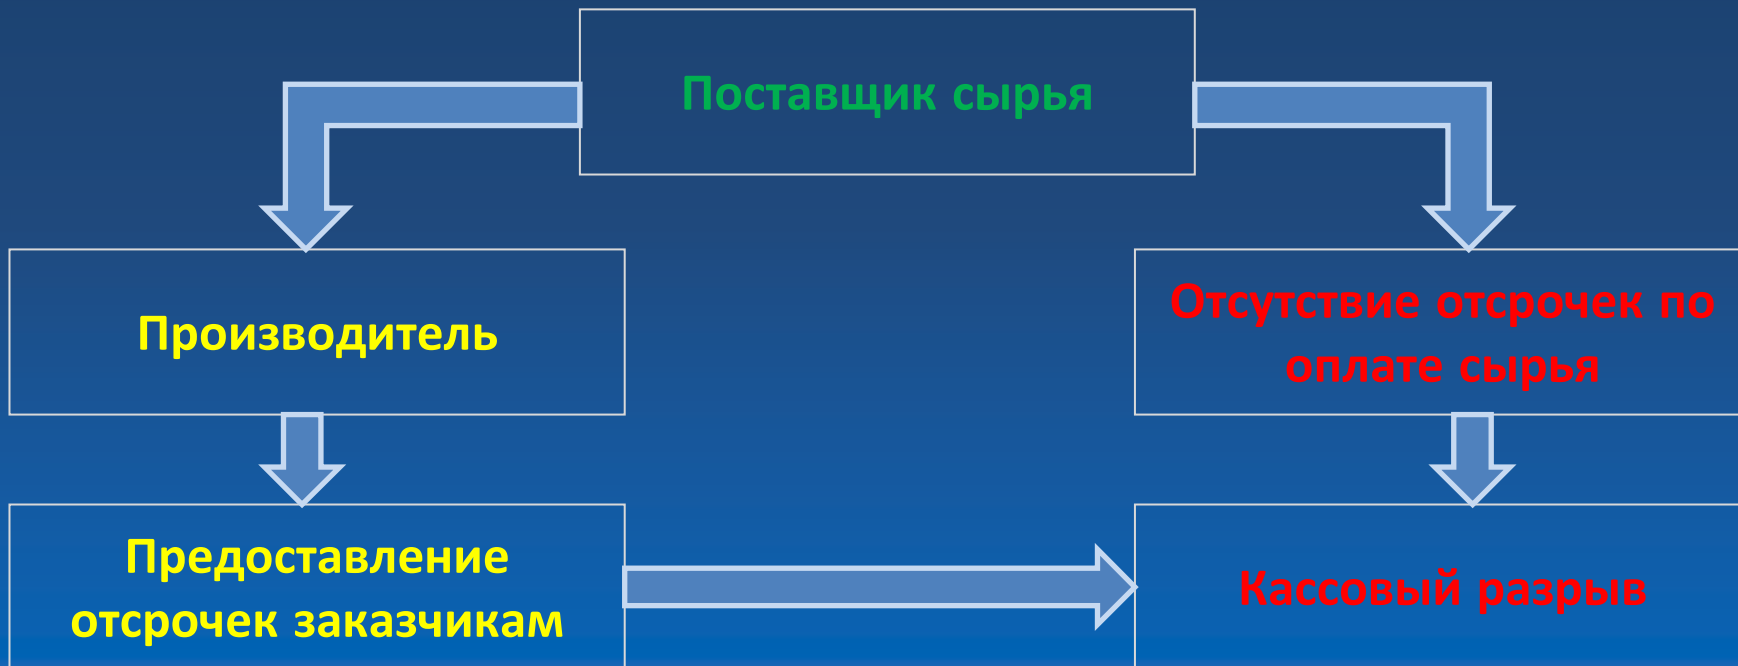 Поставщик сырья
Производитель
Отсутствие отсрочек по
оплате сырья
Предоставление
отсрочек заказчикам
Кассовый разрыв